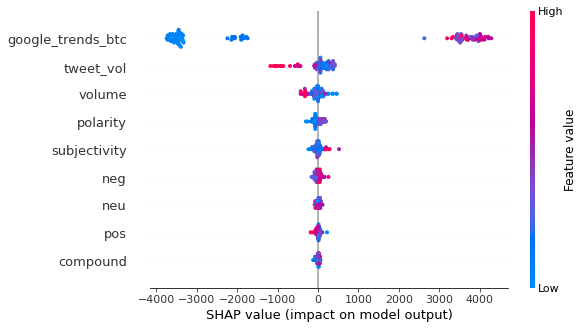 High
google_trends_btc
tweet_vol
volume
polarity
subjectivity
neg
neu
pos
compound
Feature value
Low
−4000 −3000 −2000 −1000 0 1000 2000 3000 4000
SHAP value (impact on model output)